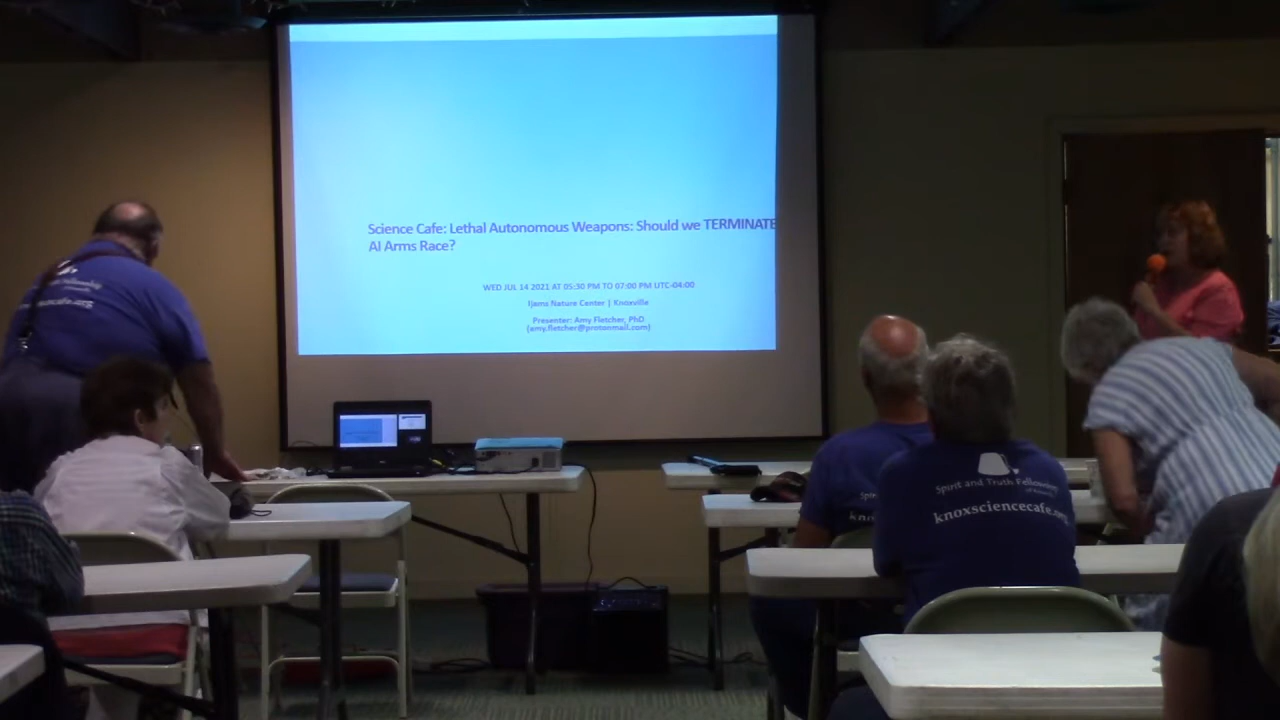 Science Cafe: Lethal Autonomous Weapons: Should we TERMINATE
AI Arms Race?
WED JUL 14 2021 AT 05:30 PM TO 07:00 PM UTC-04:00
Ijams Nature Center | Knoxville
Presenter: Amy Fletcher, PhD
(amy.fletcher@protonmail.com)
Spirit and Truth Fellowship
knoxsciencecafe.org